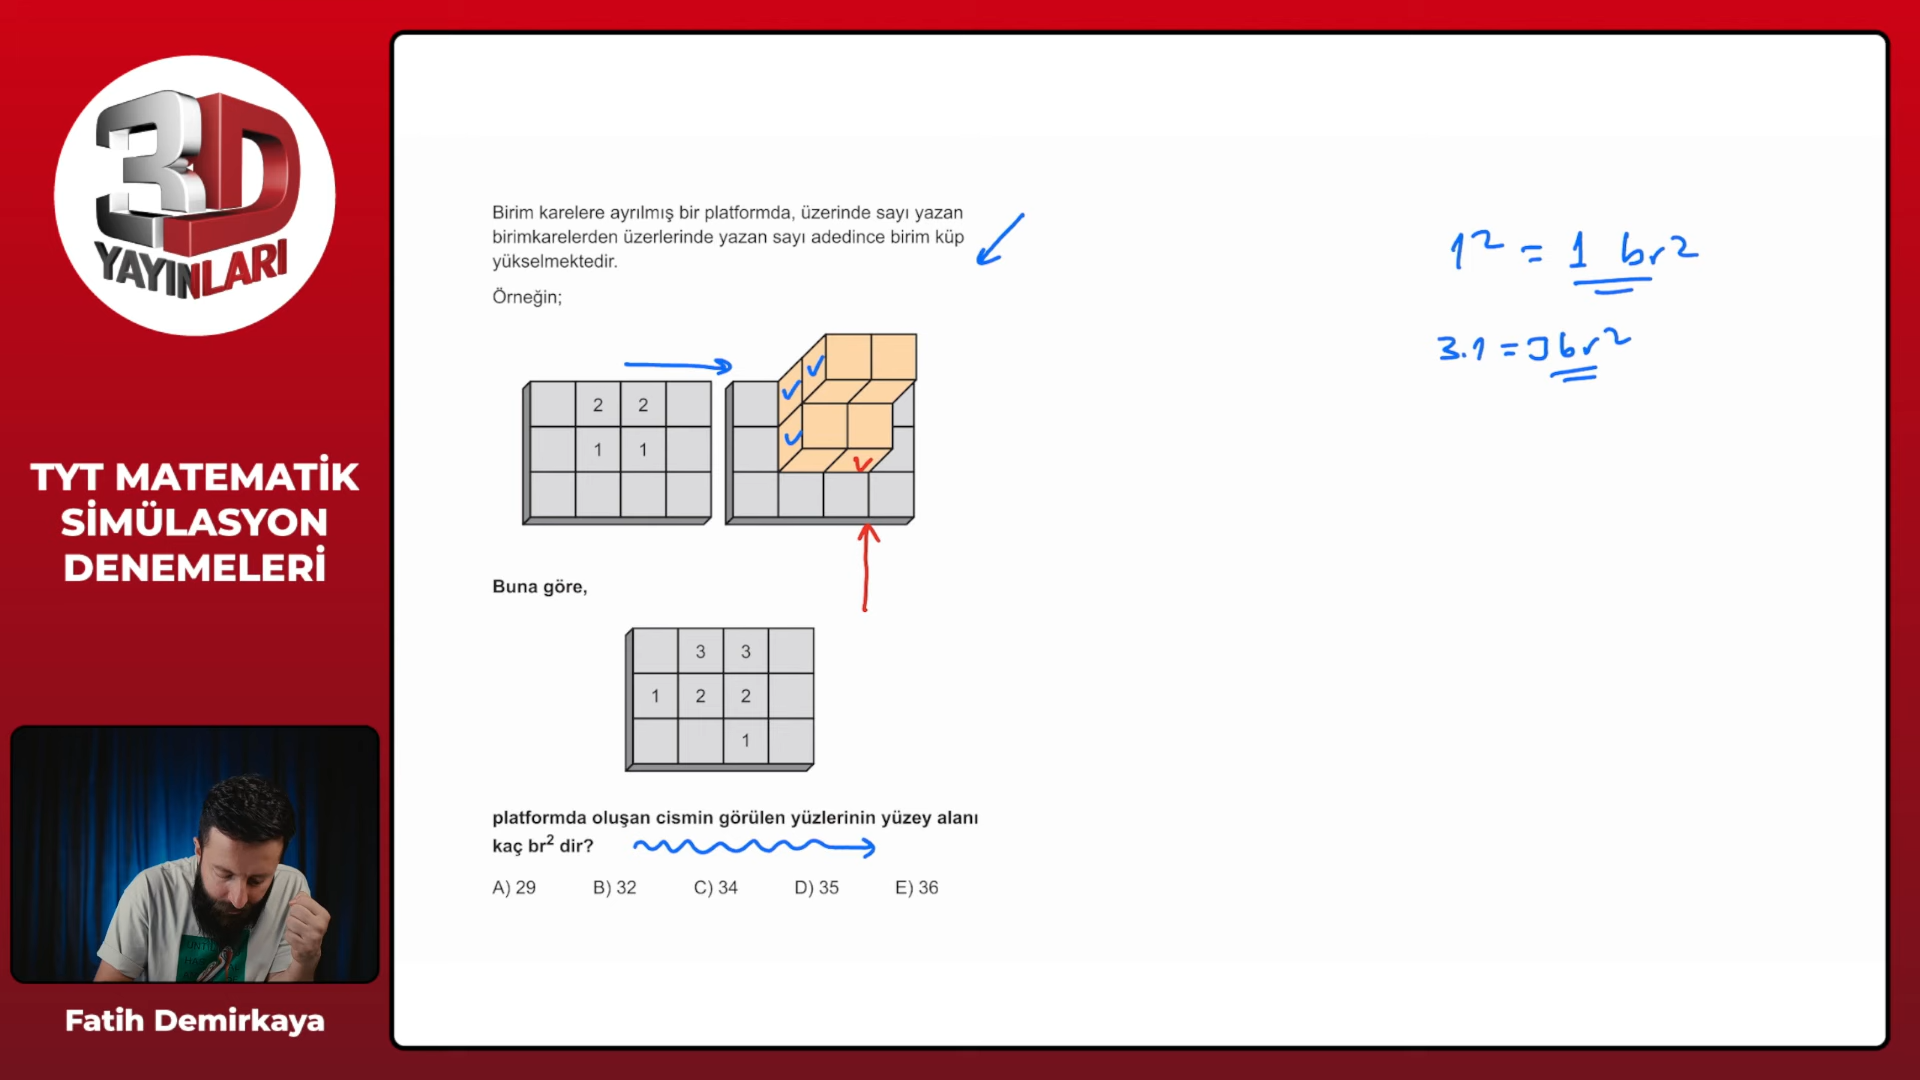 3D
YAYINLARI
TYT MATEMATİK
SİMÜLASYON
DENEMELERİ
Fatih Demirkaya
Birim karelere ayrılmış bir platformda, üzerinde sayı yazan
birimkarelerden üzerlerinde yazan sayı adedince birim küp
yükselmektedir.
Örneğin;
2 2
1 1
Buna göre,
3 3
1 2 2
1
platformda oluşan cismin görülen yüzlerinin yüzey alanı
kaç br² dir?
A) 29 B) 32 C) 34 D) 35 E) 36
1² = 1 br²
3.1 = 3br²